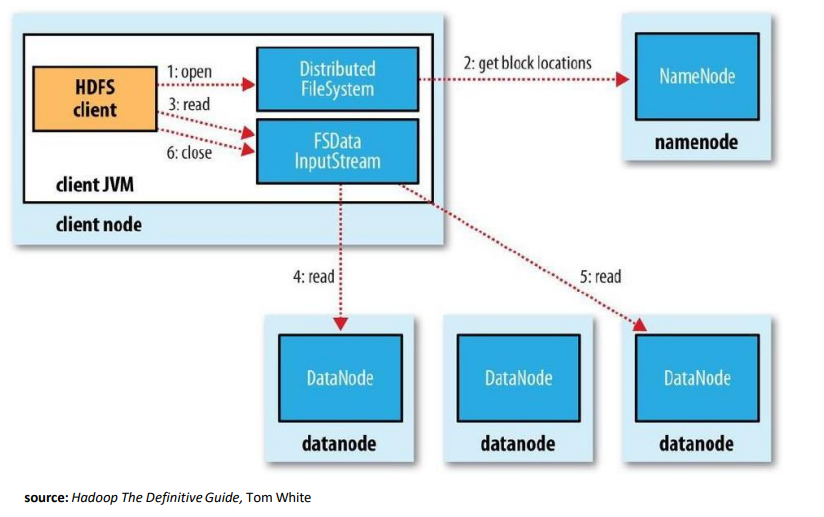 HDFS
client
1: open
3: read
6: close
Distributed
FileSystem
FSData
InputStream
client JVM
client node
2: get block locations
NameNode
namenode
4: read
5: read
DataNode
datanode
DataNode
datanode
DataNode
datanode
source: Hadoop The Definitive Guide, Tom White